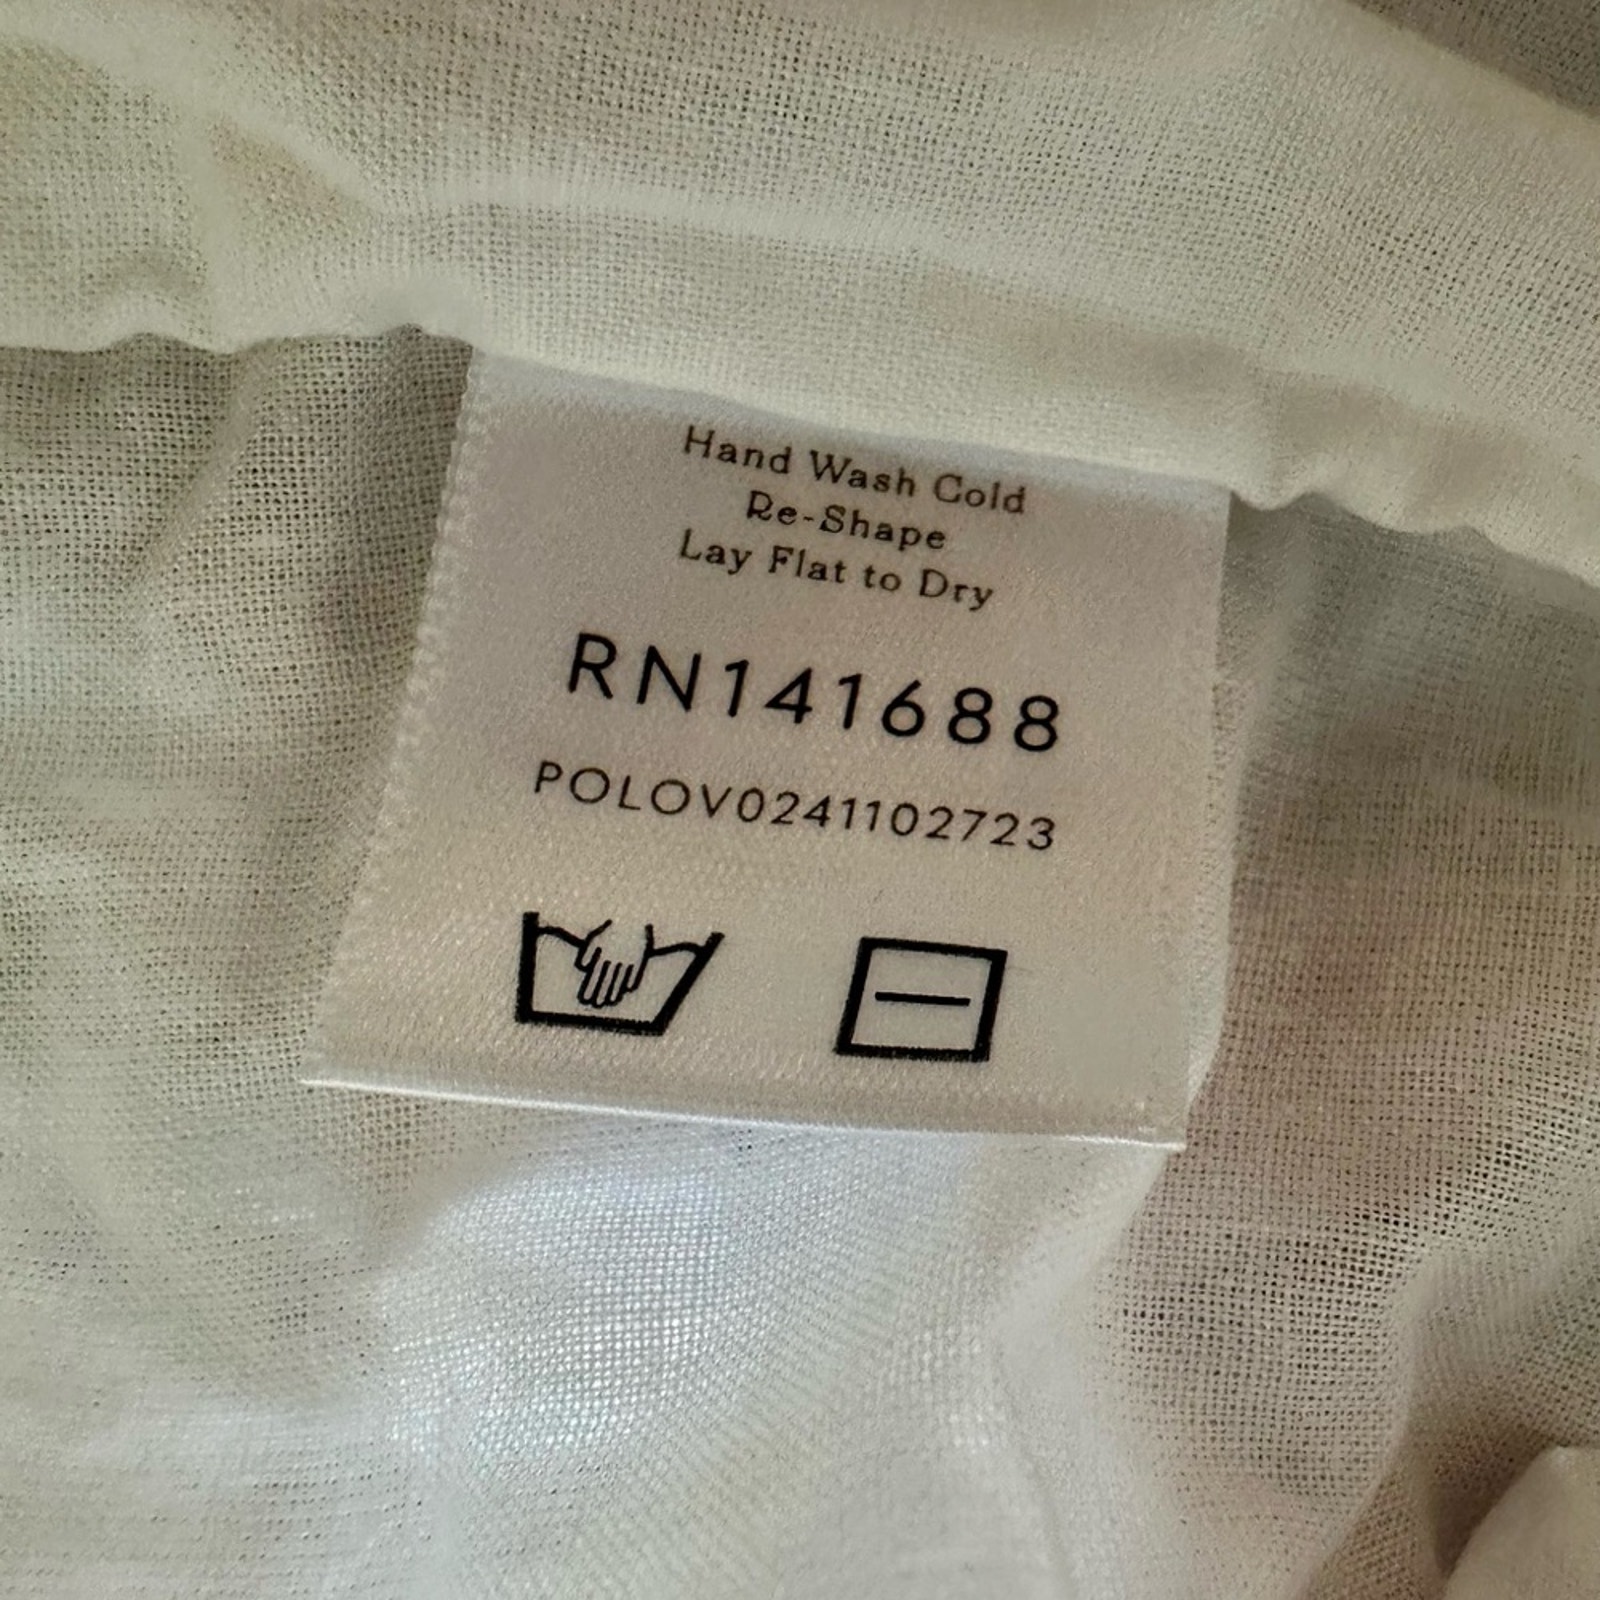 Hand Wash Cold
Re-Shape
Lay Flat to Dry
RN141688
POLOV0241102723